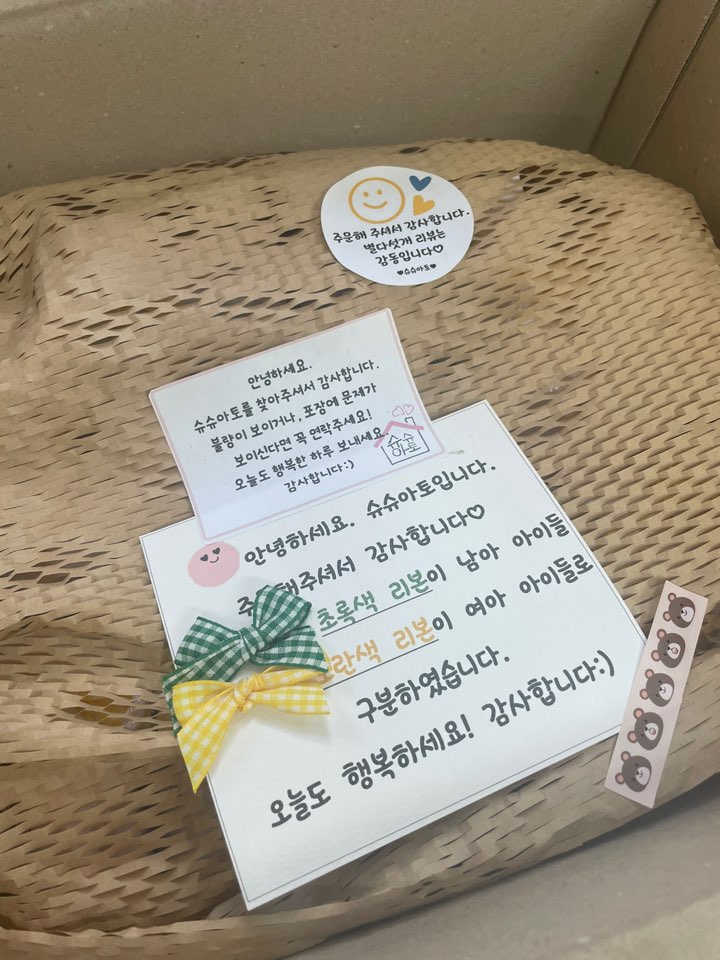 주문해 주셔서 감사합니다.
별다섯개 리뷰는
감동입니다♡
♥슈슈아토♥
안녕하세요.
슈슈아토를 찾아주셔서 감사합니다.
불량이 보이거나, 포장에 문제가
보이신다면 꼭 연락주세요!
오늘도 행복한 하루 보내세요.
감사합니다:)
슈슈
아토
안녕하세요. 슈슈아토입니다.
해주셔서 감사합니다♡
초록색 리본이 남아 아이들
란색 리본이 여아 아이들로
구분하였습니다.
오늘도 행복하세요! 감사합니다:)